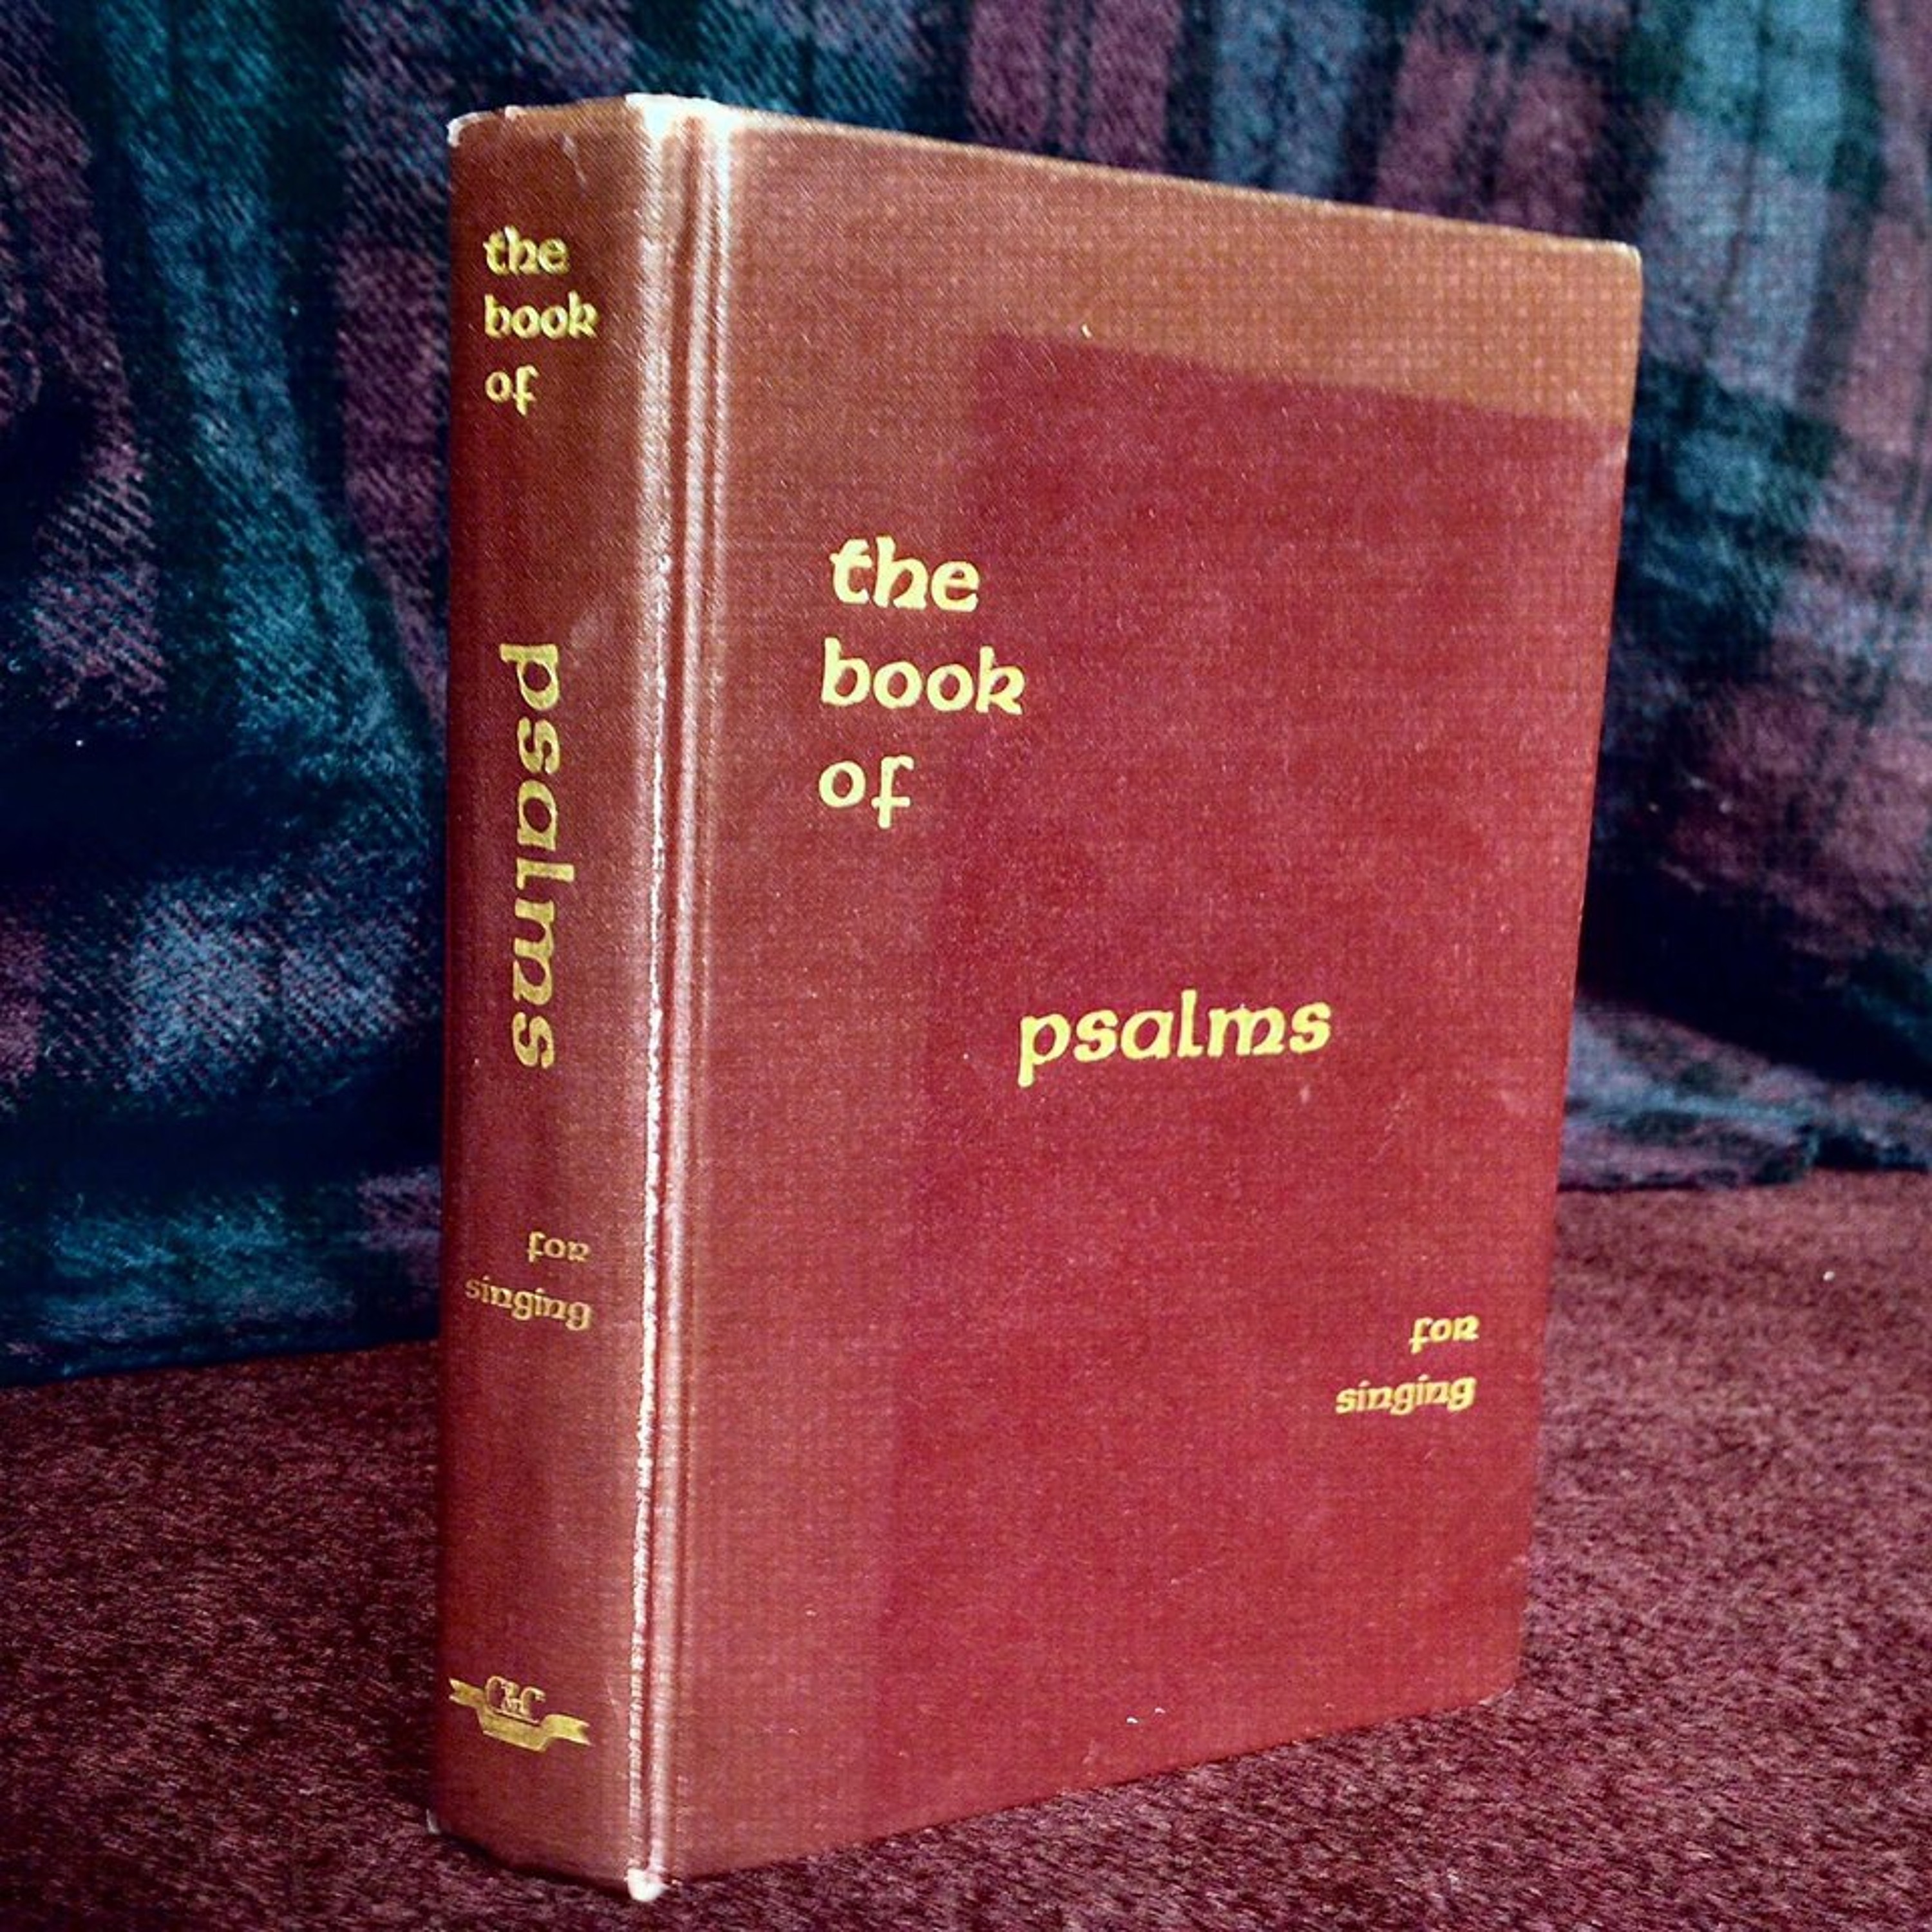 the
book
of
psalms
for
singing
C&C
the
book
of
psalms
for
singing